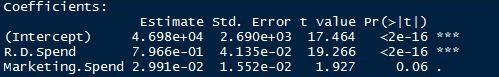 Coefficients:
Estimate Std. Error t value Pr(>|t|)
(Intercept) 4.698e+04 2.690e+03 17.464 <2e-16 ***
R.D.Spend 7.966e-01 4.135e-02 19.266 <2e-16 ***
Marketing.Spend 2.991e-02 1.552e-02 1.927 0.06 .